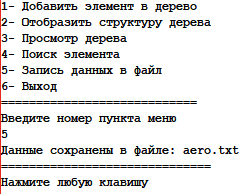 1- Добавить элемент в дерево
2- Отобразить структуру дерева
3- Просмотр дерева
4- Поиск элемента
5- Запись данных в файл
6- Выход
============================
Введите номер пункта меню
5
Данные сохранены в файле: aero.txt
==============================
Нажмите любую клавишу